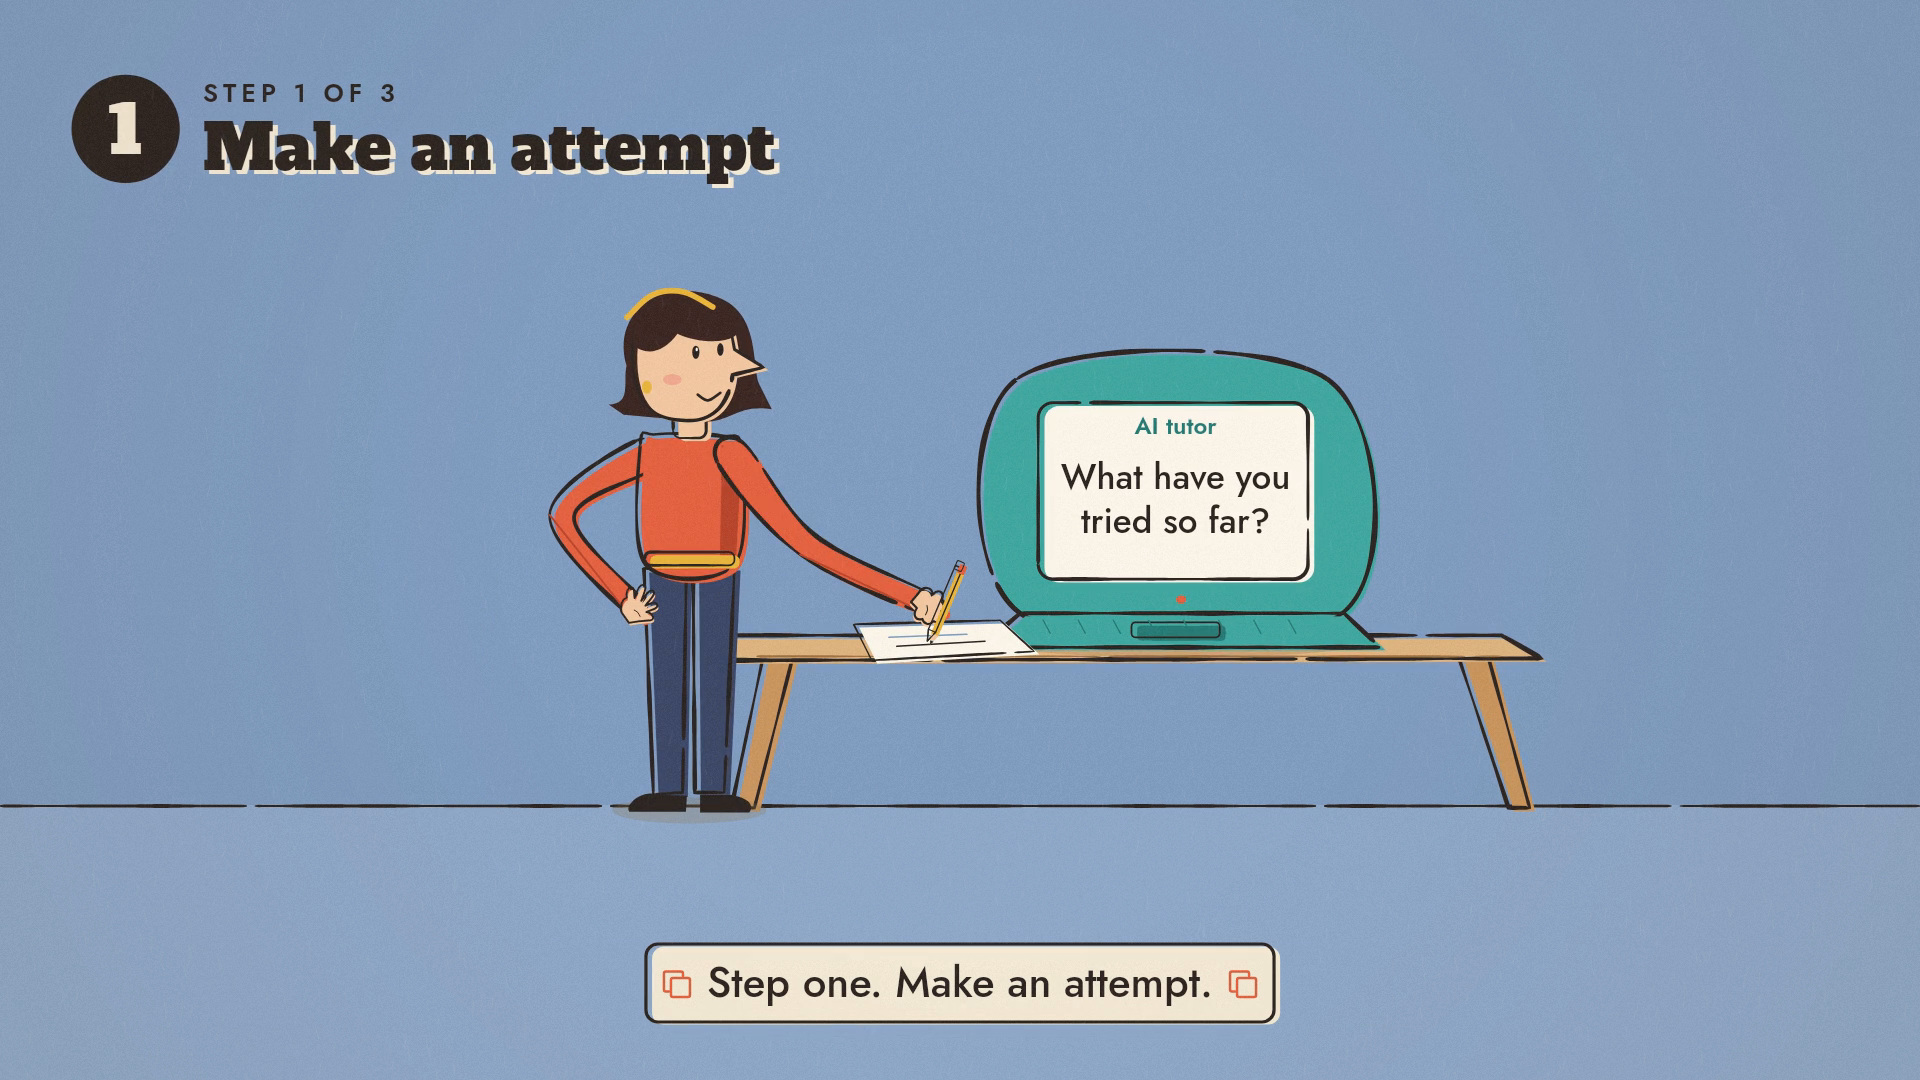 1
STEP 1 OF 3
Make an attempt
AI tutor
What have you
tried so far?
Step one. Make an attempt.